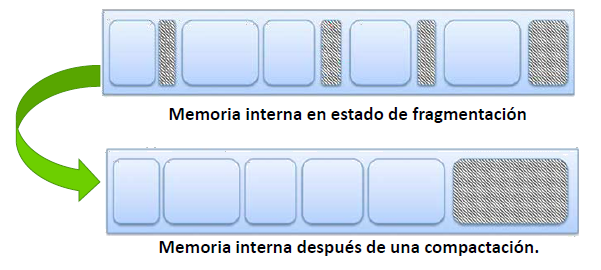 Memoria interna en estado de fragmentación
Memoria interna después de una compactación.